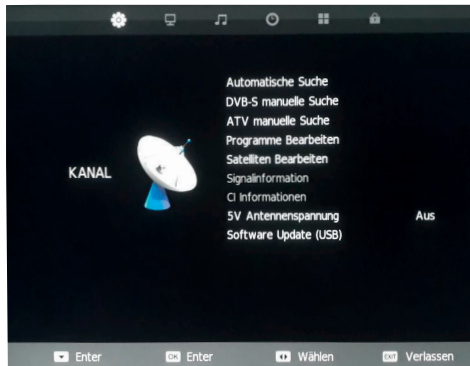 Automatische Suche
DVB-S manuelle Suche
ATV manuelle Suche
Programme Bearbeiten
Satelliten Bearbeiten
KANAL
Signalinformation
CI Informationen
5V Antennenspannung Aus
Software Update (USB)
Enter OK Enter Wählen EXIT Verlassen